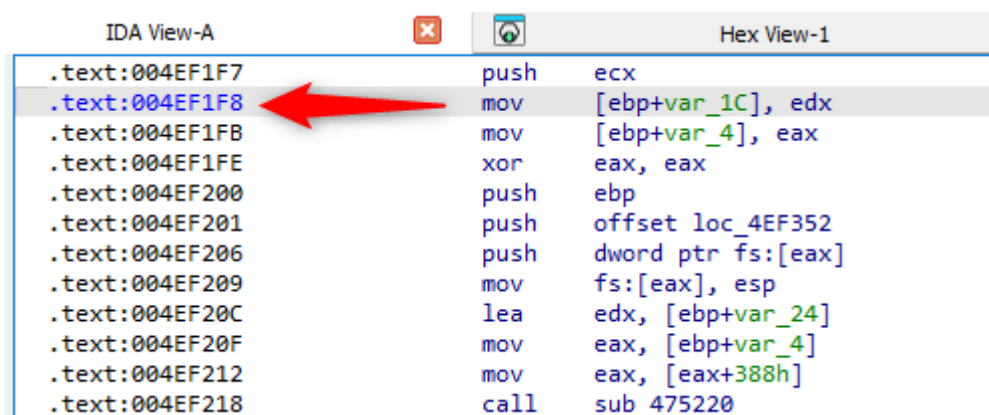 IDA View-A Hex View-1
.text:004EF1F7 push ecx
.text:004EF1F8 mov [ebp+var_1C], edx
.text:004EF1FB mov [ebp+var_4], eax
.text:004EF1FE xor eax, eax
.text:004EF200 push ebp
.text:004EF201 push offset loc_4EF352
.text:004EF206 push dword ptr fs:[eax]
.text:004EF209 mov fs:[eax], esp
.text:004EF20C lea edx, [ebp+var_24]
.text:004EF20F mov eax, [ebp+var_4]
.text:004EF212 mov eax, [eax+388h]
.text:004EF218 call sub_475220